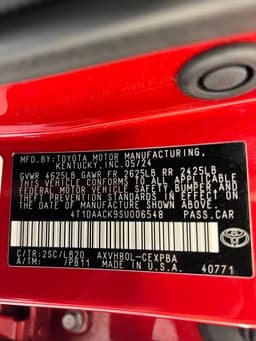 MFD. BY: TOYOTA MOTOR MANUFACTURING,
KENTUCKY, INC. 05/24
GVWR 4625LB GAWR FR 2625LB RR 2425LB
THIS VEHICLE CONFORMS TO ALL APPLICABLE
FEDERAL MOTOR VEHICLE SAFETY, BUMPER, AND
THEFT PREVENTION STANDARDS IN EFFECT ON THE
DATE OF MANUFACTURE SHOWN ABOVE.
4T1DAACK9SU006548 PASS.CAR
C/TR:2SC/LB20 AXVH80L-CEXPBA
A/TM: /PB11 40771
TOYOTA